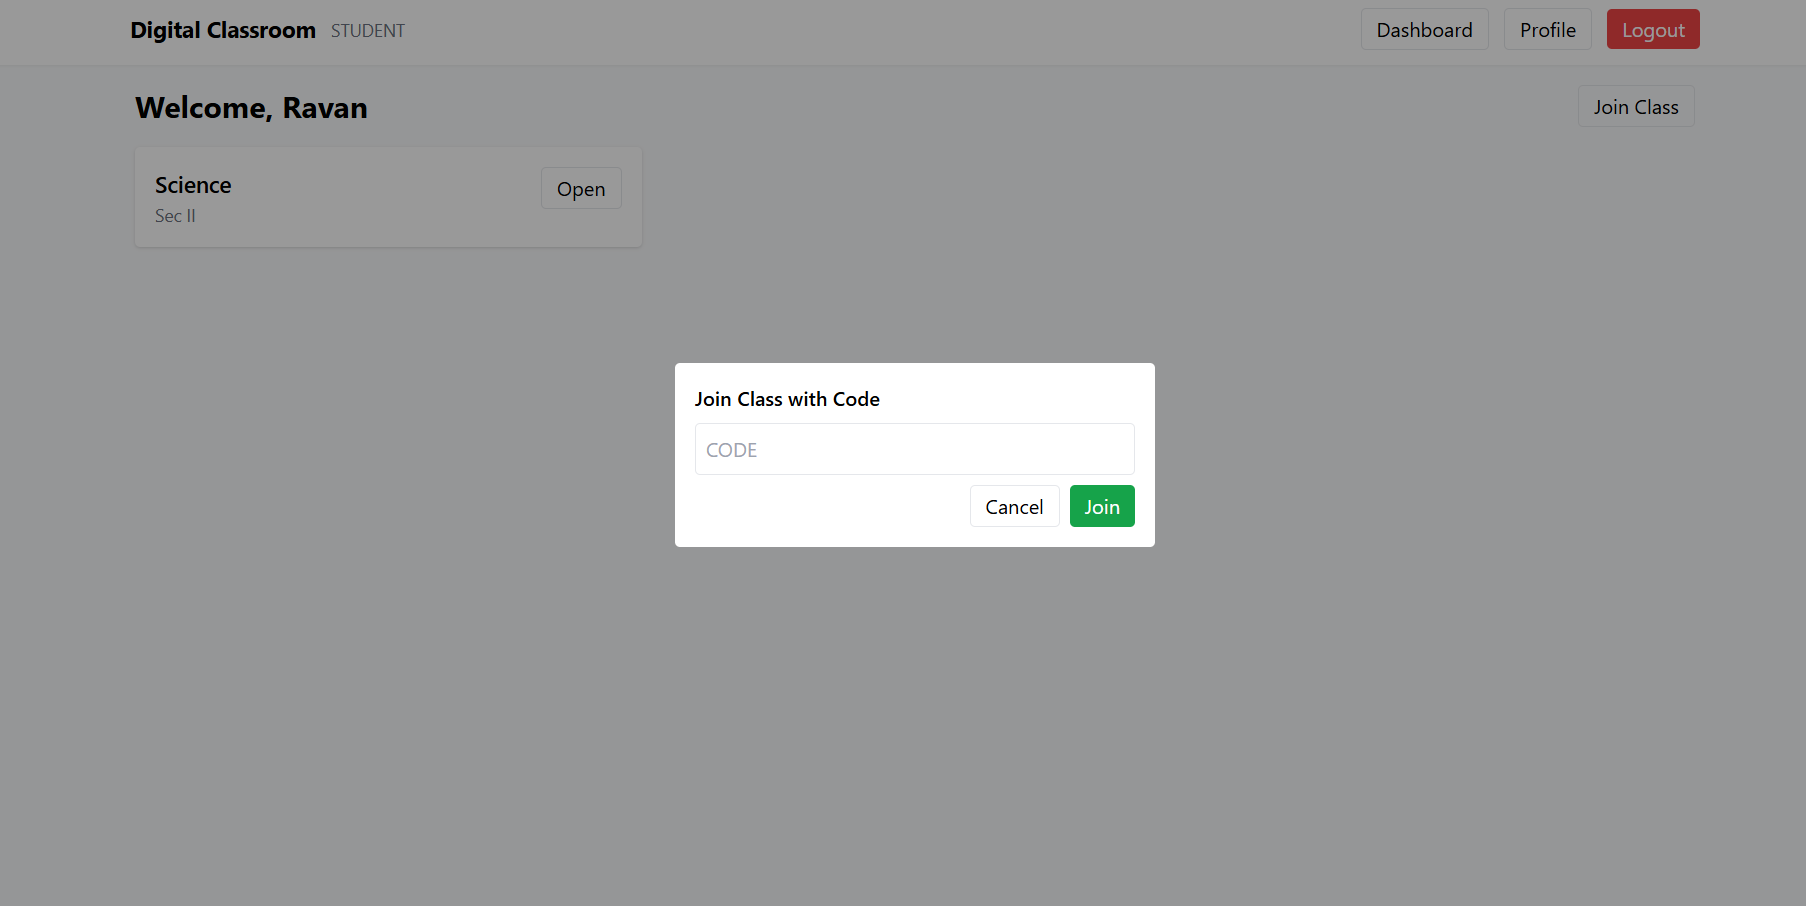 Digital Classroom STUDENT Dashboard Profile Logout
Welcome, Ravan Join Class
Science Open
Sec II
Join Class with Code
CODE
Cancel Join